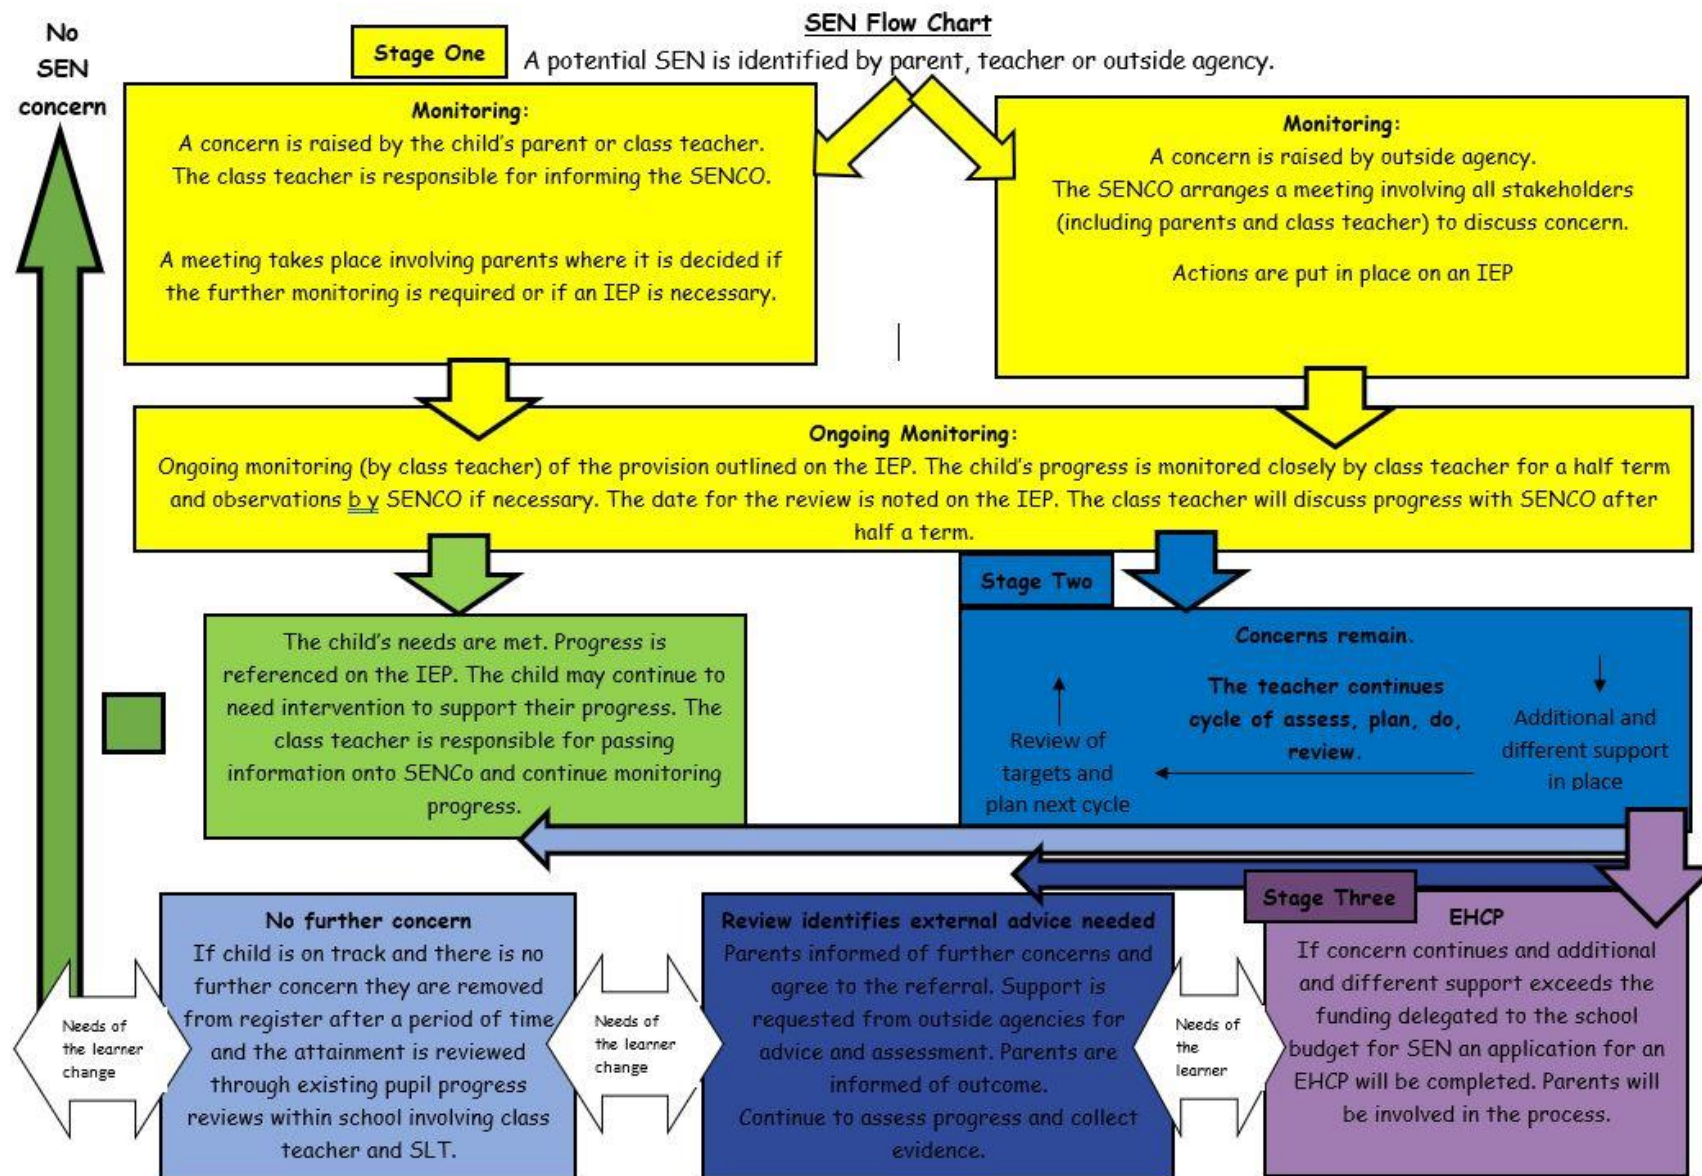 SEN Flow Chart
No
SEN
concern
Stage One
A potential SEN is identified by parent, teacher or outside agency.
Monitoring:
A concern is raised by the child's parent or class teacher.
The class teacher is responsible for informing the SENCO.
A meeting takes place involving parents where it is decided if
the further monitoring is required or if an IEP is necessary.
Monitoring:
A concern is raised by outside agency.
The SENCO arranges a meeting involving all stakeholders
(including parents and class teacher) to discuss concern.
Actions are put in place on an IEP
Ongoing Monitoring:
Ongoing monitoring (by class teacher) of the provision outlined on the IEP. The child's progress is monitored closely by class teacher for a half term
and observations b y SENCO if necessary. The date for the review is noted on the IEP. The class teacher will discuss progress with SENCO after
half a term.
The child's needs are met. Progress is
referenced on the IEP. The child may continue to
need intervention to support their progress. The
class teacher is responsible for passing
information onto SENCo and continue monitoring
progress.
Stage Two
Concerns remain.
The teacher continues
cycle of assess, plan, do,
review.
Review of
targets and
plan next cycle
Additional and
different support
in place
Needs of
the learner
change
No further concern
If child is on track and there is no
further concern they are removed
from register after a period of time
and the attainment is reviewed
through existing pupil progress
reviews within school involving class
teacher and SLT.
Needs of
the learner
change
Review identifies external advice needed
Parents informed of further concerns and
agree to the referral. Support is
requested from outside agencies for
advice and assessment. Parents are
informed of outcome.
Continue to assess progress and collect
evidence.
Needs of
the
learner
Stage Three
EHCP
If concern continues and additional
and different support exceeds the
funding delegated to the school
budget for SEN an application for an
EHCP will be completed. Parents will
be involved in the process.